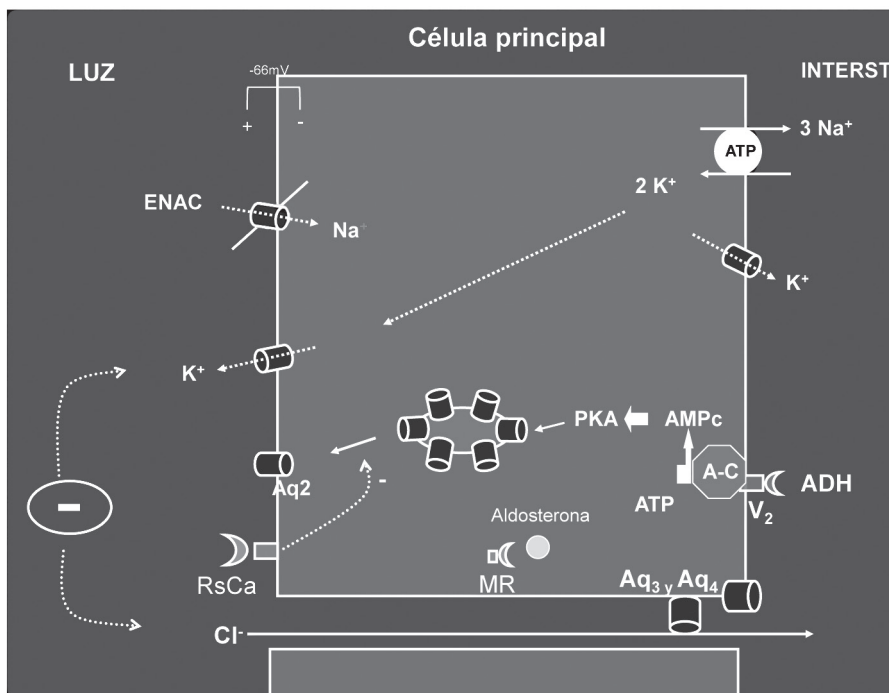 Célula principal
LUZ
-66mV
INTERST
+ -
3 Na⁺
ATP
2 K⁺
ENAC
Na⁺
K⁺
K⁺
PKA
AMPc
A-C
ADH
-
Aq2
ATP
V₂
Aldosterona
RsCa
MR
Aq₃ y Aq₄
Cl⁻